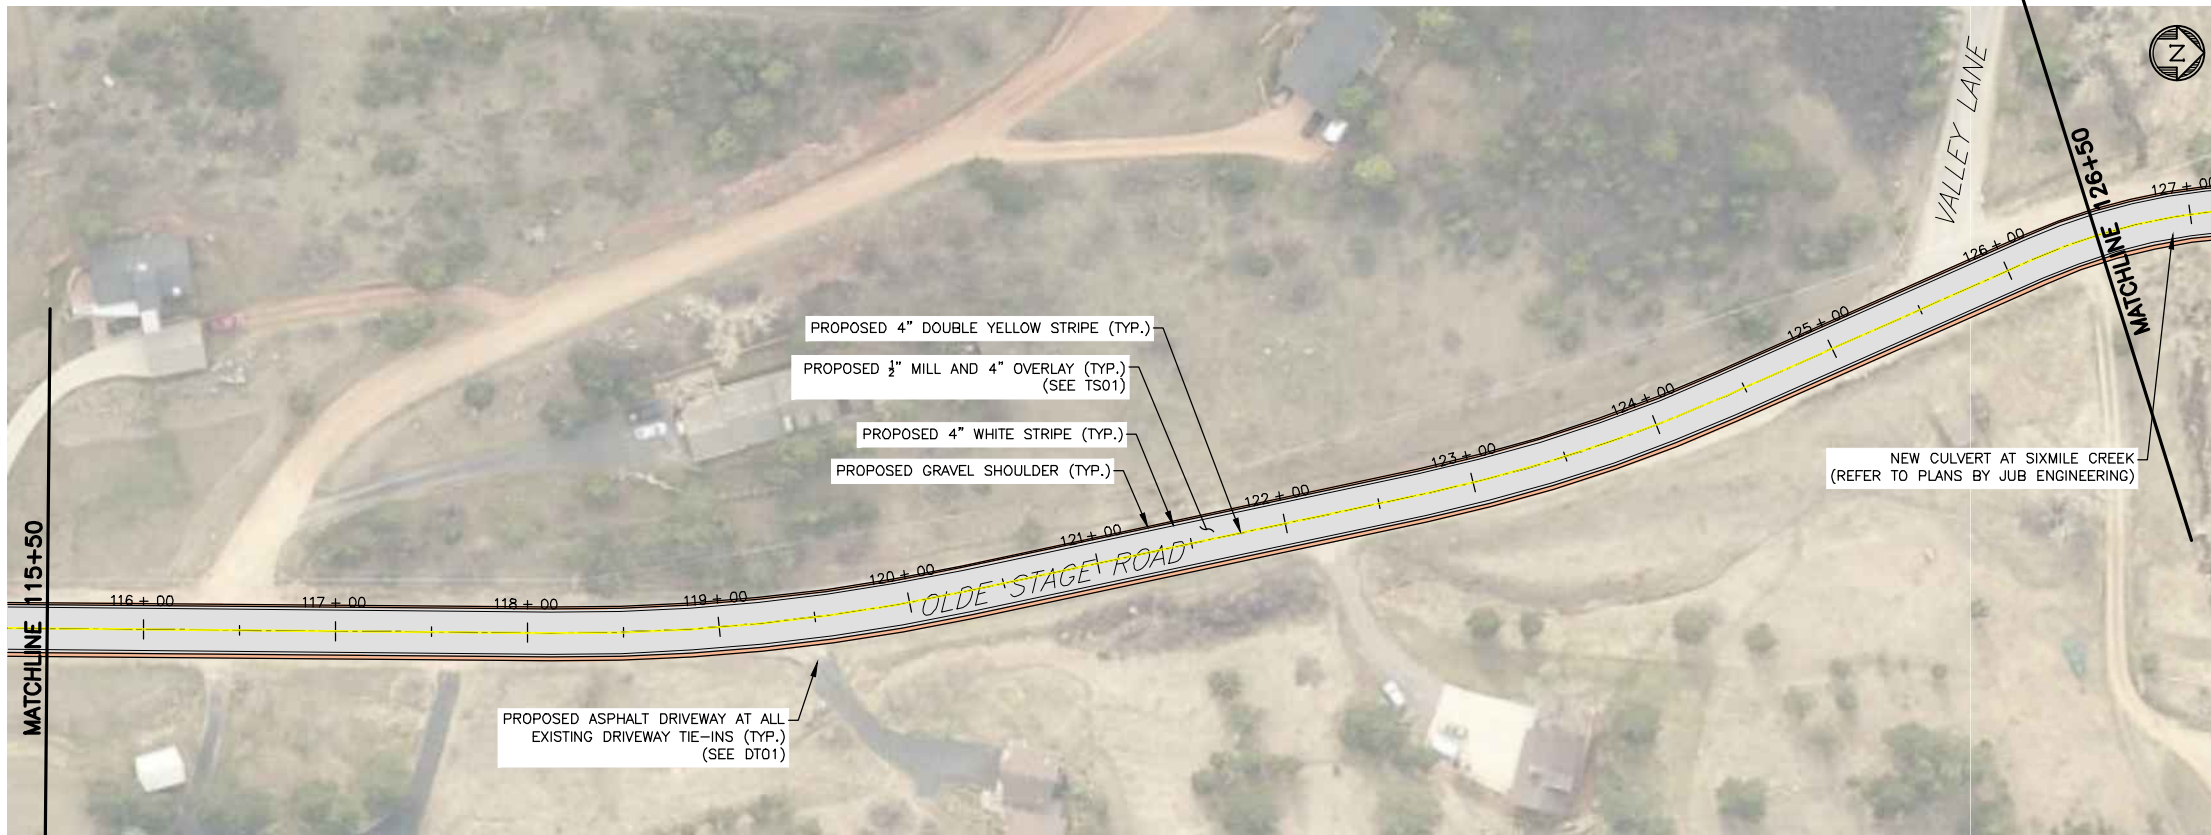 N
VALLEY LANE
MATCHLINE 126+50
127 + 00
126 + 00
125 + 00
124 + 00
123 + 00
122 + 00
121 + 00
120 + 00
119 + 00
118 + 00
117 + 00
116 + 00
PROPOSED 4" DOUBLE YELLOW STRIPE (TYP.)
PROPOSED ½" MILL AND 4" OVERLAY (TYP.)
(SEE TS01)
PROPOSED 4" WHITE STRIPE (TYP.)
PROPOSED GRAVEL SHOULDER (TYP.)
NEW CULVERT AT SIXMILE CREEK
(REFER TO PLANS BY JUB ENGINEERING)
OLDE STAGE ROAD
MATCHLINE 115+50
PROPOSED ASPHALT DRIVEWAY AT ALL
EXISTING DRIVEWAY TIE-INS (TYP.)
(SEE DT01)